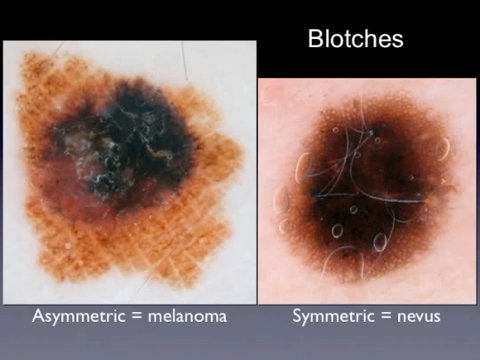 Blotches
Asymmetric = melanoma
Symmetric = nevus